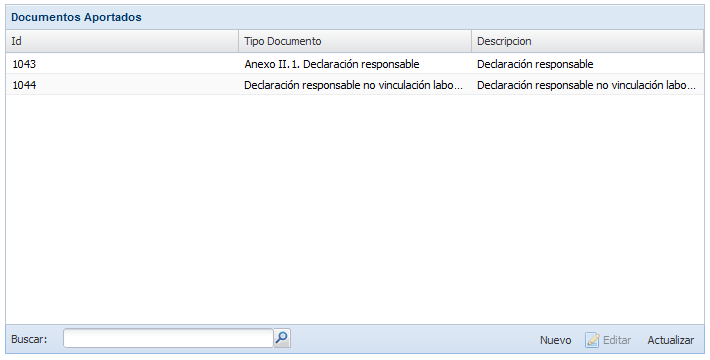 Documentos Aportados
Id Tipo Documento Descripcion
1043 Anexo II.1. Declaración responsable Declaración responsable
1044 Declaración responsable no vinculación labo... Declaración responsable no vinculación labo...
Buscar: Nuevo Editar Actualizar